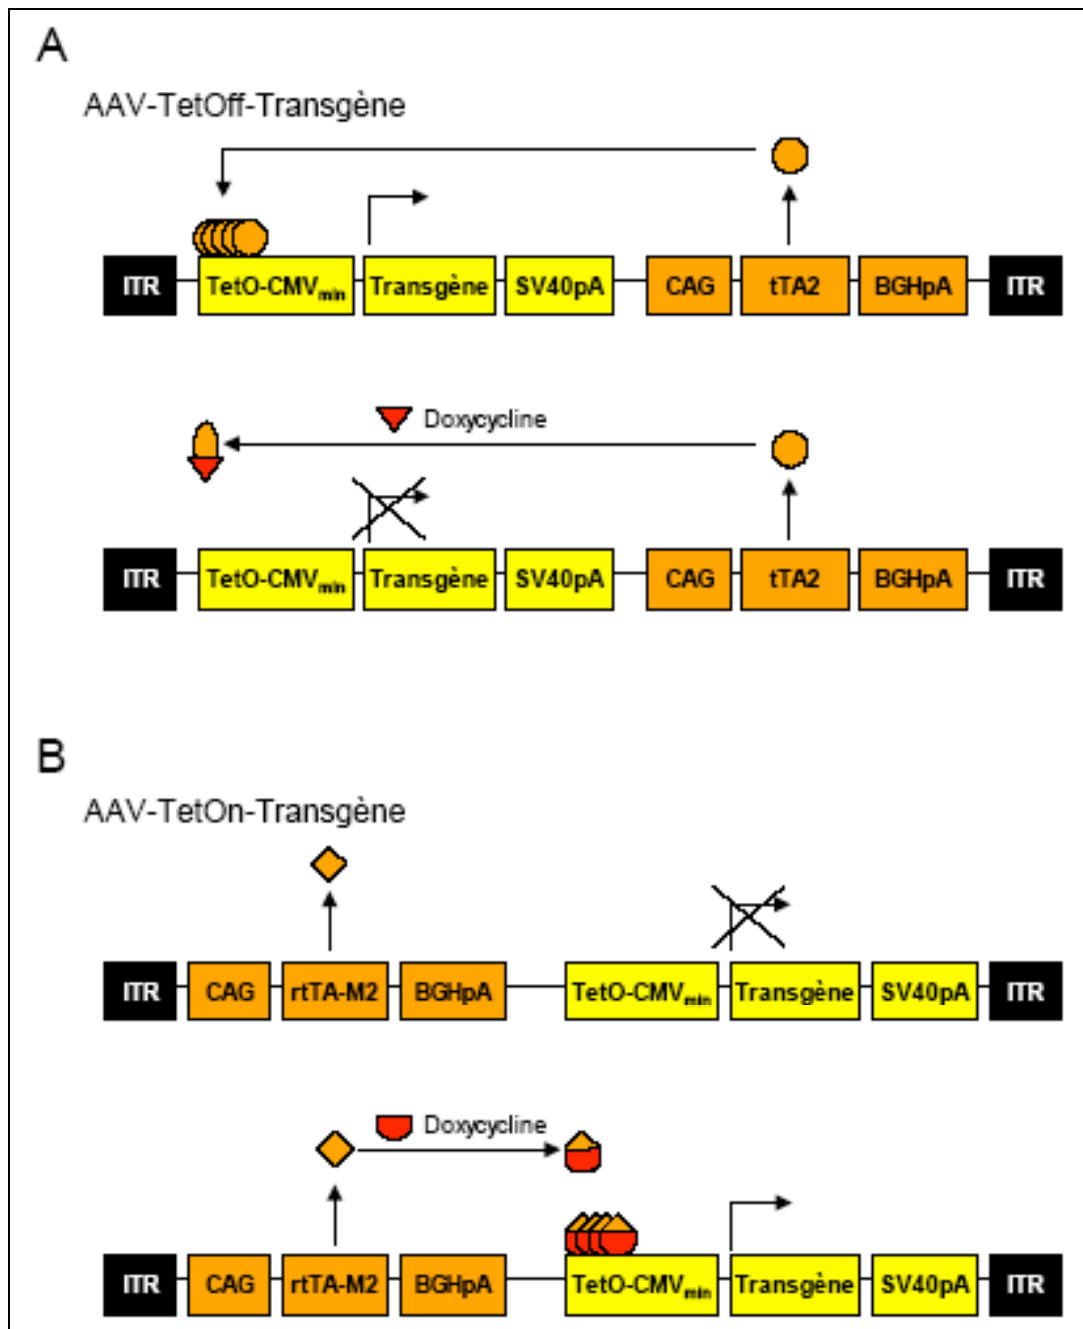 A
AAV-TetOff-Transgène
ITR TetO-CMVmin Transgène SV40pA CAG tTA2 BGHpA ITR
Doxycycline
ITR TetO-CMVmin Transgène SV40pA CAG tTA2 BGHpA ITR
B
AAV-TetOn-Transgène
ITR CAG rtTA-M2 BGHpA TetO-CMVmin Transgène SV40pA ITR
Doxycycline
ITR CAG rtTA-M2 BGHpA TetO-CMVmin Transgène SV40pA ITR